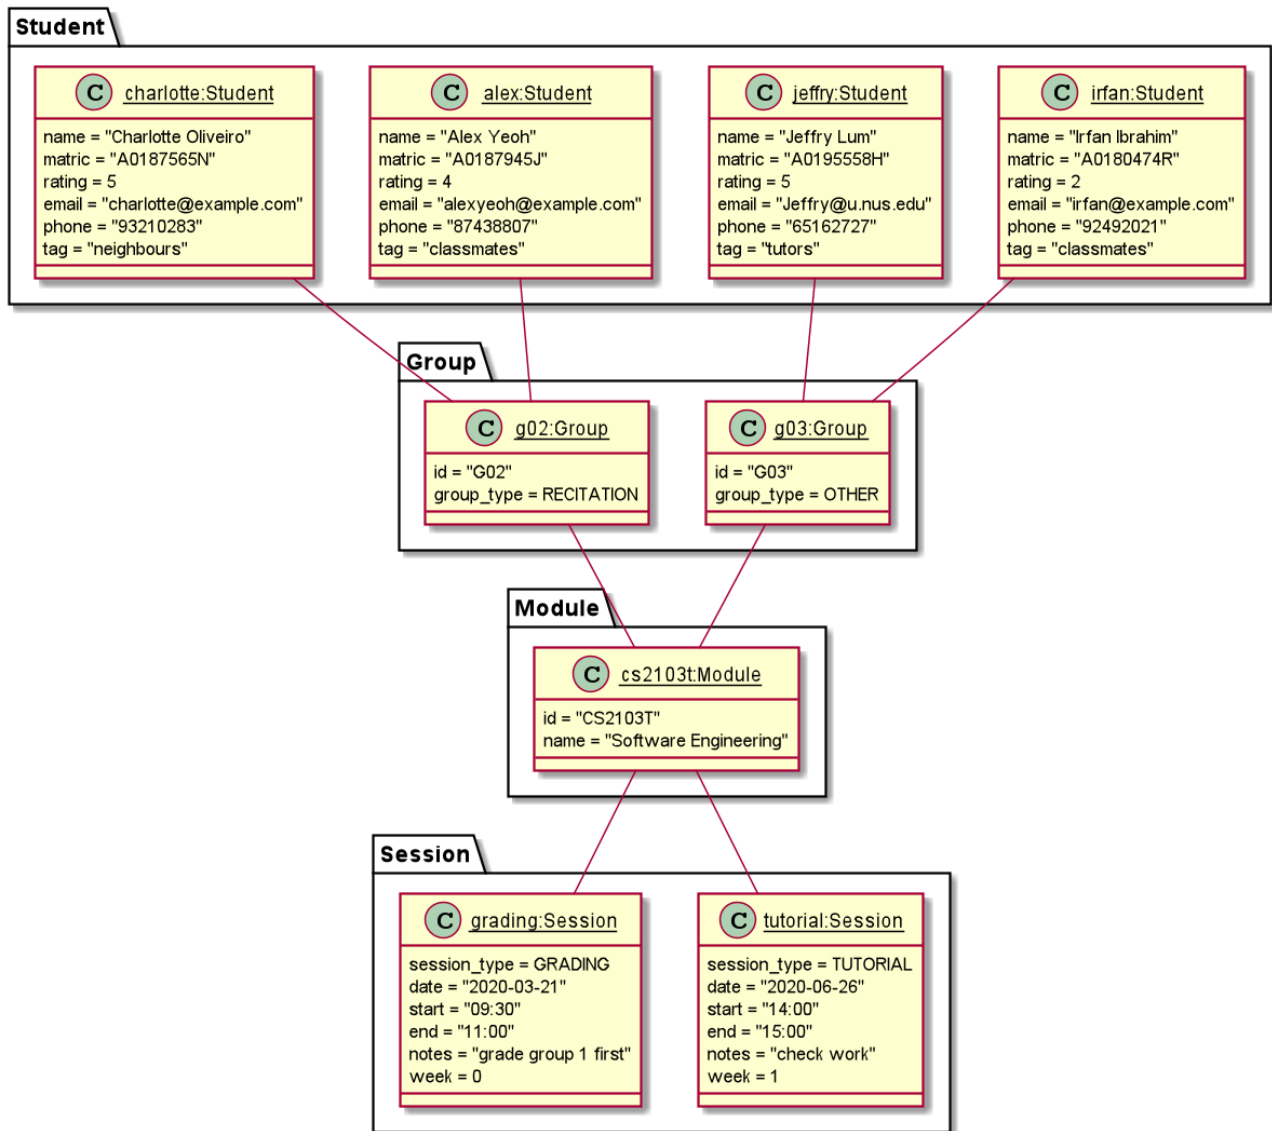 Student
C charlotte:Student
name = "Charlotte Oliveiro"
matric = "A0187565N"
rating = 5
email = "charlotte@example.com"
phone = "93210283"
tag = "neighbours"
C alex:Student
name = "Alex Yeoh"
matric = "A0187945J"
rating = 4
email = "alexyeoh@example.com"
phone = "87438807"
tag = "classmates"
C jeffry:Student
name = "Jeffry Lum"
matric = "A0195558H"
rating = 5
email = "Jeffry@u.nus.edu"
phone = "65162727"
tag = "tutors"
C irfan:Student
name = "Irfan Ibrahim"
matric = "A0180474R"
rating = 2
email = "irfan@example.com"
phone = "92492021"
tag = "classmates"
Group
C g02:Group
id = "G02"
group_type = RECITATION
C g03:Group
id = "G03"
group_type = OTHER
Module
C cs2103t:Module
id = "CS2103T"
name = "Software Engineering"
Session
C grading:Session
session_type = GRADING
date = "2020-03-21"
start = "09:30"
end = "11:00"
notes = "grade group 1 first"
week = 0
C tutorial:Session
session_type = TUTORIAL
date = "2020-06-26"
start = "14:00"
end = "15:00"
notes = "check work"
week = 1